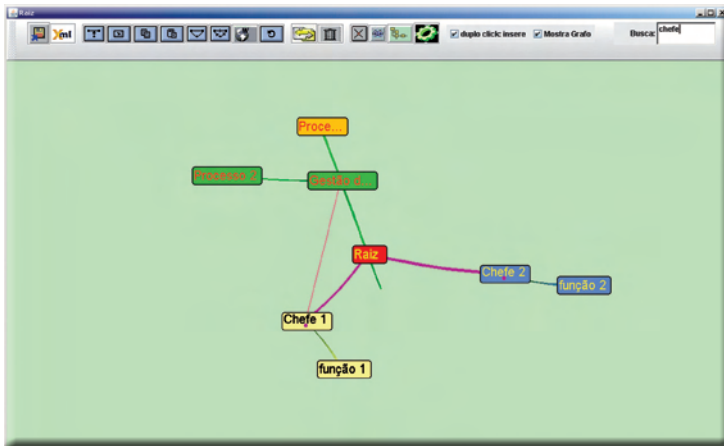 Raiz
Xml
duplo click insere
Mostra Grafo
Busca:
chefe
Proce...
Processo 2
Gestão d...
Raiz
Chefe 2
função 2
Chefe 1
função 1